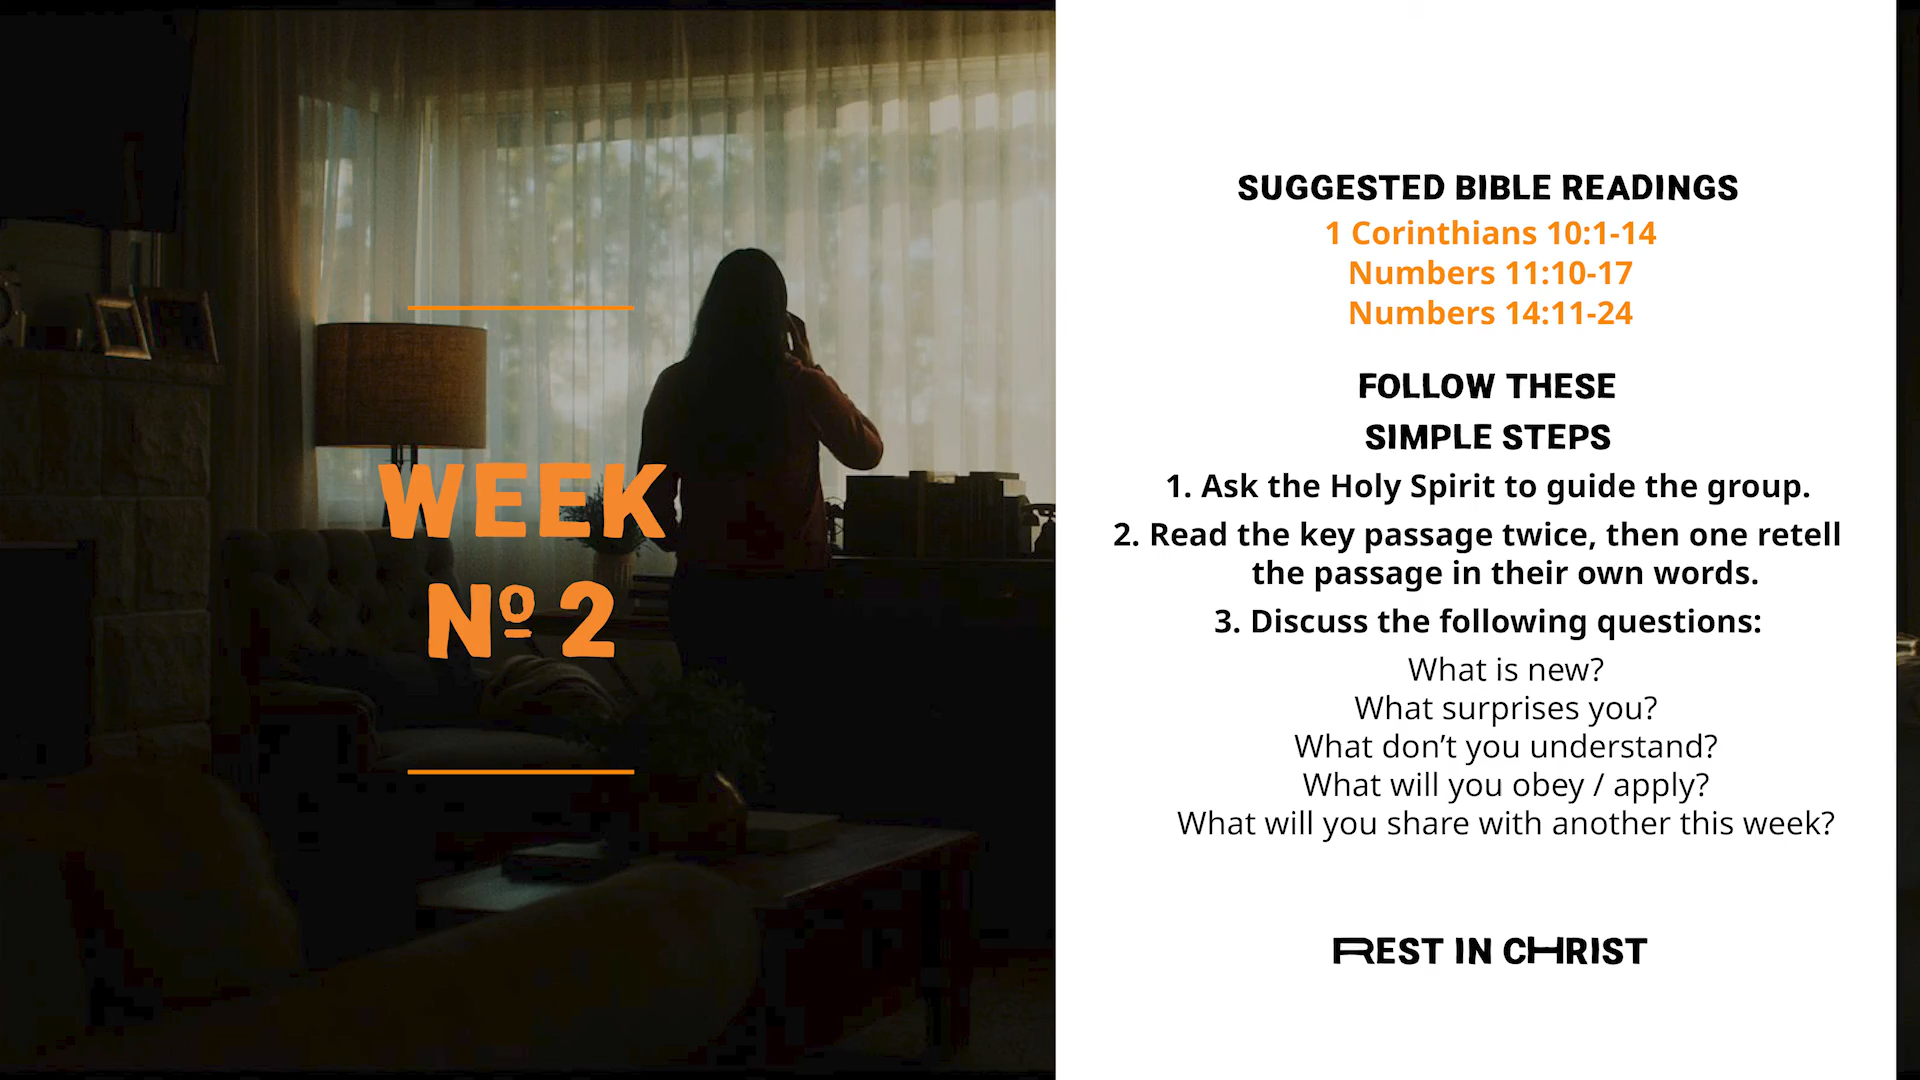 WEEK
Nº 2
SUGGESTED BIBLE READINGS
1 Corinthians 10:1-14
Numbers 11:10-17
Numbers 14:11-24
FOLLOW THESE
SIMPLE STEPS
1. Ask the Holy Spirit to guide the group.
2. Read the key passage twice, then one retell
the passage in their own words.
3. Discuss the following questions:
What is new?
What surprises you?
What don’t you understand?
What will you obey / apply?
What will you share with another this week?
REST IN CHRIST